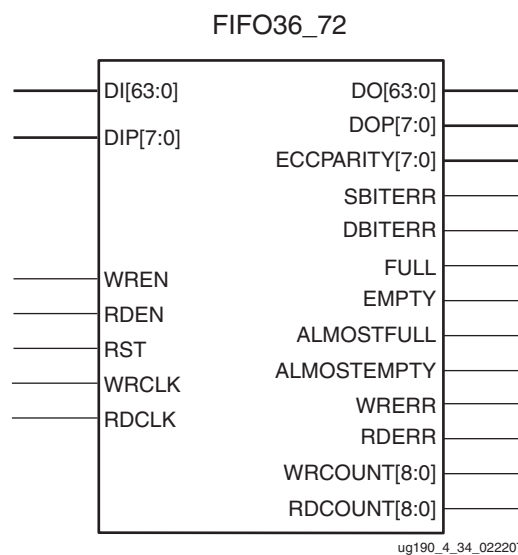 FIFO36_72
DI[63:0]
DIP[7:0]
WREN
RDEN
RST
WRCLK
RDCLK
DO[63:0]
DOP[7:0]
ECCPARITY[7:0]
SBITERR
DBITERR
FULL
EMPTY
ALMOSTFULL
ALMOSTEMPTY
WRERR
RDERR
WRCOUNT[8:0]
RDCOUNT[8:0]
ug190_4_34_022207